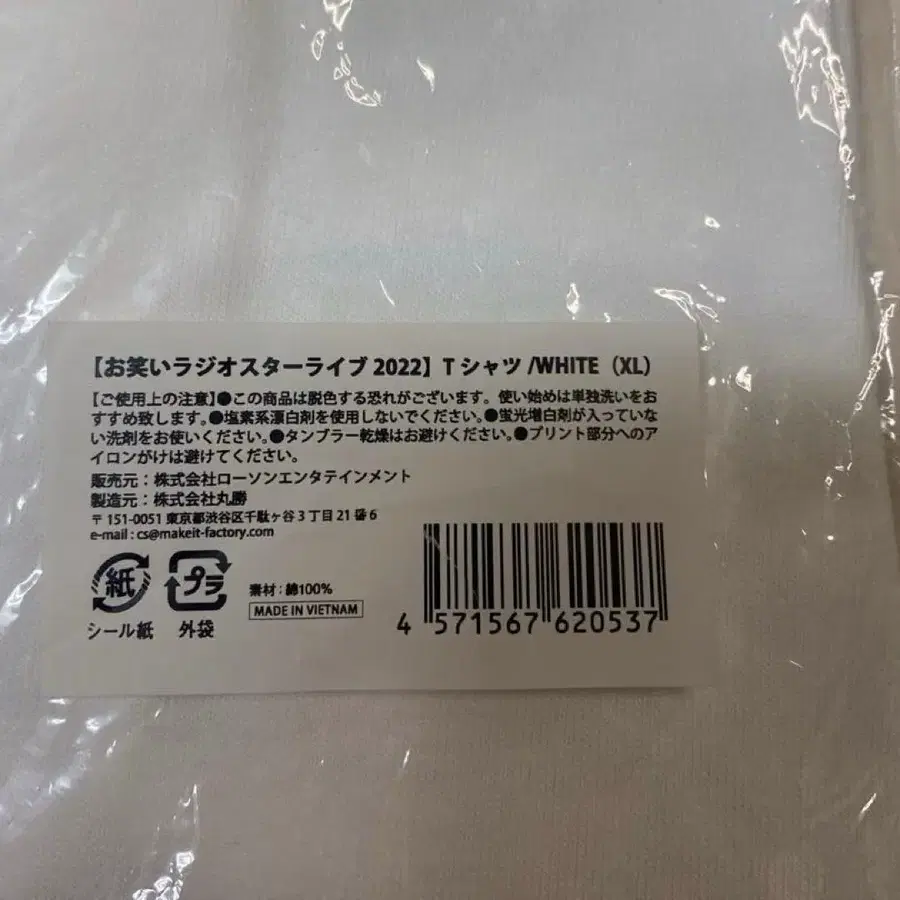 【お笑いラジオスターライブ 2022】Tシャツ /WHITE（XL）
【ご使用上の注意】●この商品は脱色する恐れがございます。使い始めは単独洗いをお
すすめ致します。●塩素系漂白剤を使用しないでください。●蛍光増白剤が入っていな
い洗剤をお使いください。●タンブラー乾燥はお避けください。●プリント部分へのア
イロンがけは避けてください。
販売元：株式会社ローソンエンタテインメント
製造元：株式会社丸勝
〒151-0051 東京都渋谷区千駄ヶ谷3丁目21番6
e-mail : cs@makeit-factory.com
紙
シール紙
プラ
外袋
素材：綿100%
MADE IN VIETNAM
4 571567 620537